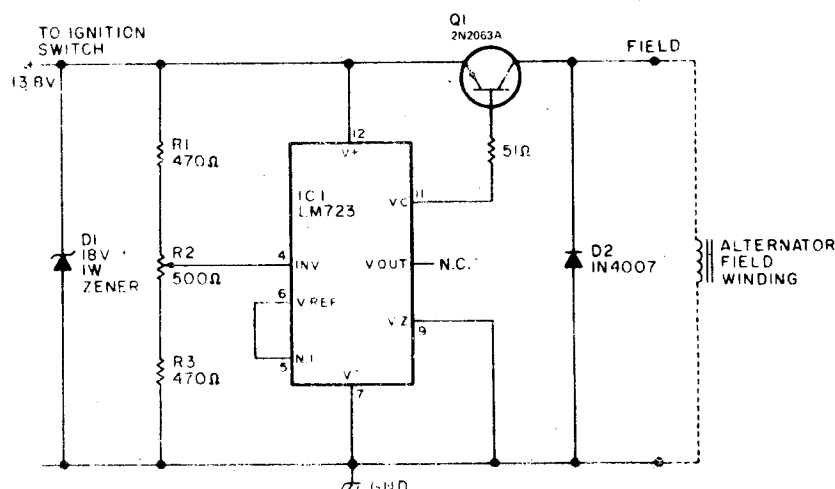 Q1
2N2063A
TO IGNITION
SWITCH
+
13.8V
FIELD
R1
470Ω
12
V+
51Ω
IC1
LM723
11
VC
D1
18V
1W
ZENER
R2
500Ω
4
INV
VOUT
N.C.
D2
1N4007
ALTERNATOR
FIELD
WINDING
6
VREF
VZ
9
R3
470Ω
N.I.
5
V-
7
GND